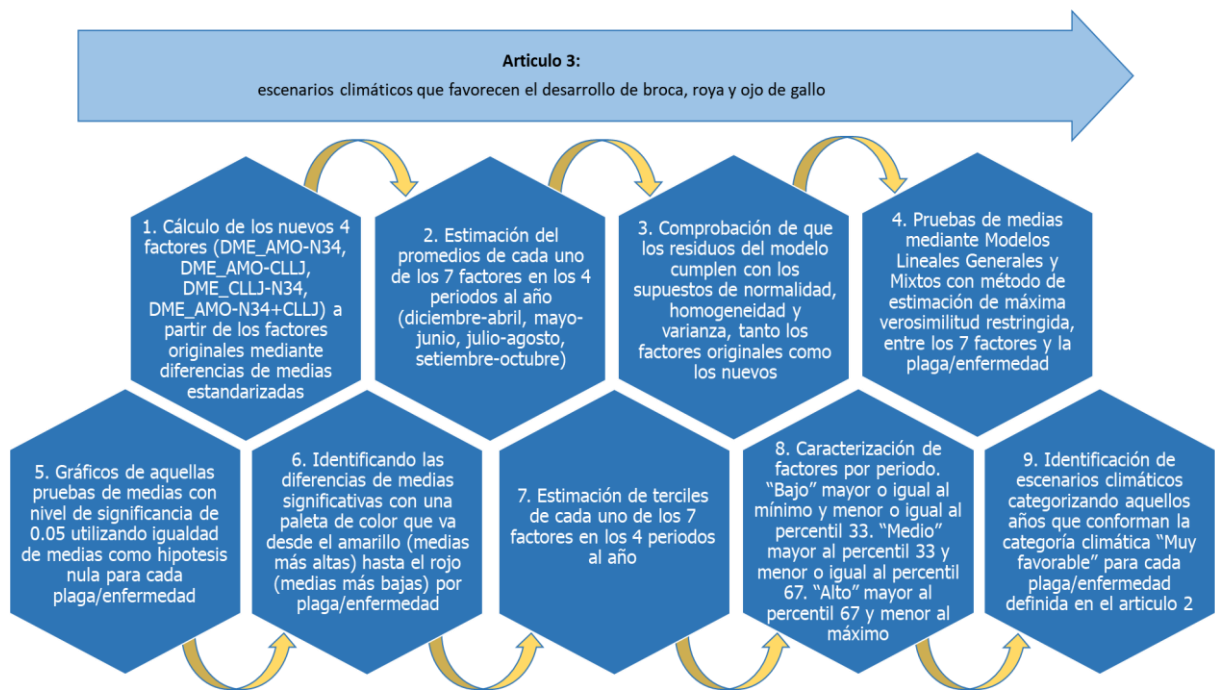 Articulo 3:
escenarios climáticos que favorecen el desarrollo de broca, roya y ojo de gallo
1. Cálculo de los nuevos 4
factores (DME_AMO-N34,
DME_AMO-CLLJ,
DME_CLLJ-N34,
DME_AMO-N34+CLLJ) a
partir de los factores
originales mediante
diferencias de medias
estandarizadas
2. Estimación del
promedios de cada uno
de los 7 factores en los 4
periodos al año
(diciembre-abril, mayo-
junio, julio-agosto,
setiembre-octubre)
3. Comprobación de que
los residuos del modelo
cumplen con los
supuestos de normalidad,
homogeneidad y
varianza, tanto los
factores originales como
los nuevos
4. Pruebas de medias
mediante Modelos
Lineales Generales y
Mixtos con método de
estimación de máxima
verosimilitud restringida,
entre los 7 factores y la
plaga/enfermedad
5. Gráficos de aquellas
pruebas de medias con
nivel de significancia de
0.05 utilizando igualdad
de medias como hipotesis
nula para cada
plaga/enfermedad
6. Identificando las
diferencias de medias
significativas con una
paleta de color que va
desde el amarillo (medias
más altas) hasta el rojo
(medias más bajas) por
plaga/enfermedad
7. Estimación de terciles
de cada uno de los 7
factores en los 4 periodos
al año
8. Caracterización de
factores por periodo.
“Bajo” mayor o igual al
mínimo y menor o igual al
percentil 33. “Medio”
mayor al percentil 33 y
menor o igual al percentil
67. “Alto” mayor al
percentil 67 y menor al
máximo
9. Identificación de
escenarios climáticos
categorizando aquellos
años que conforman la
categoría climática “Muy
favorable” para cada
plaga/enfermedad
definida en el articulo 2